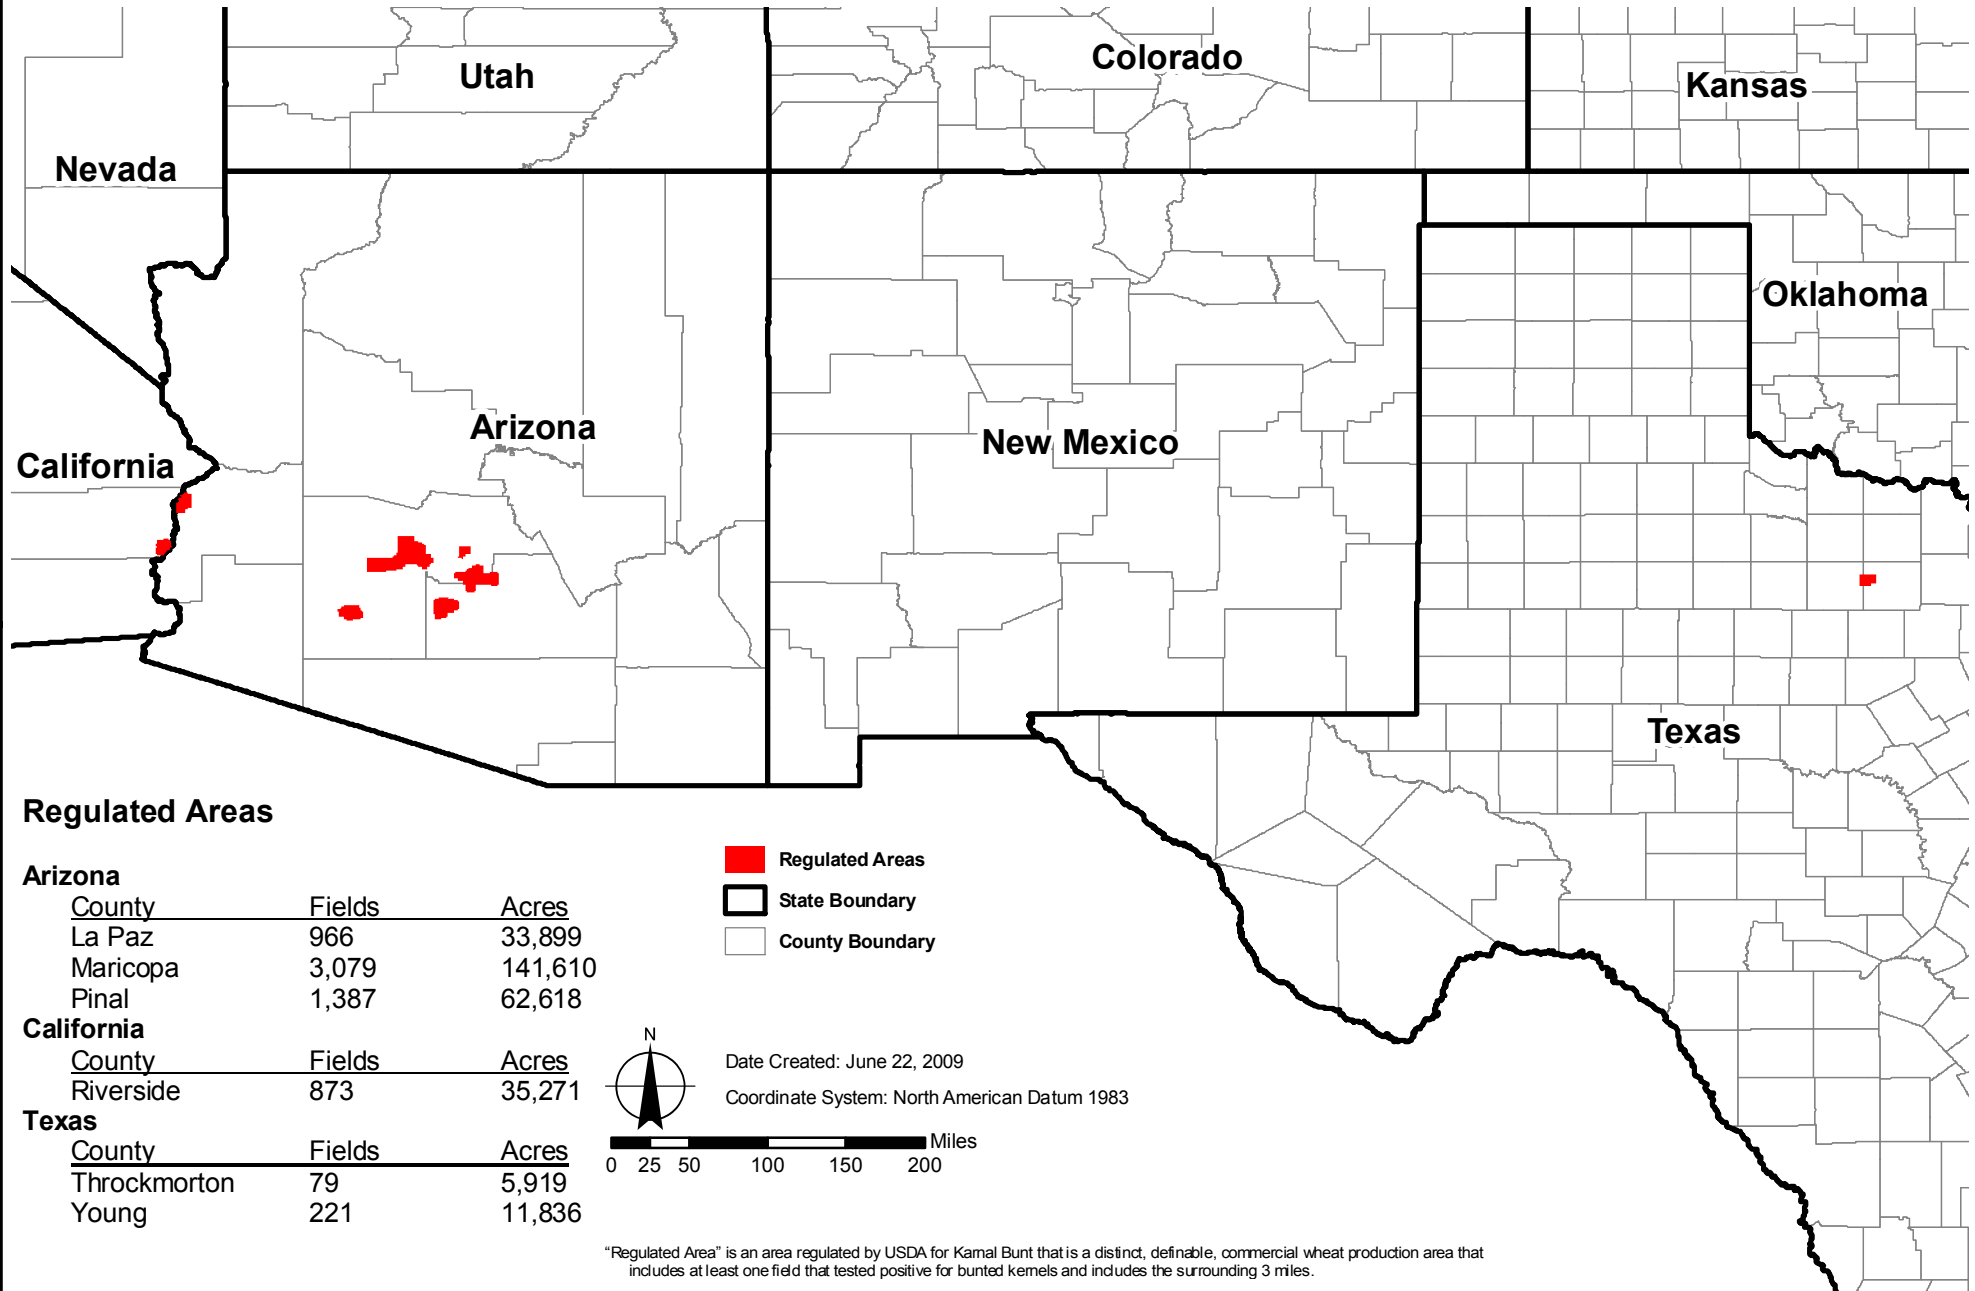 Utah
Colorado
Kansas
Nevada
Oklahoma
Arizona
New Mexico
California
Texas
Regulated Areas
Arizona
County Fields Acres
La Paz 966 33,899
Maricopa 3,079 141,610
Pinal 1,387 62,618
California
County Fields Acres
Riverside 873 35,271
Texas
County Fields Acres
Throckmorton 79 5,919
Young 221 11,836
Regulated Areas
State Boundary
County Boundary
N
Date Created: June 22, 2009
Coordinate System: North American Datum 1983
Miles
0 25 50 100 150 200
“Regulated Area” is an area regulated by USDA for Karnal Bunt that is a distinct, definable, commercial wheat production area that
includes at least one field that tested positive for bunted kernels and includes the surrounding 3 miles.